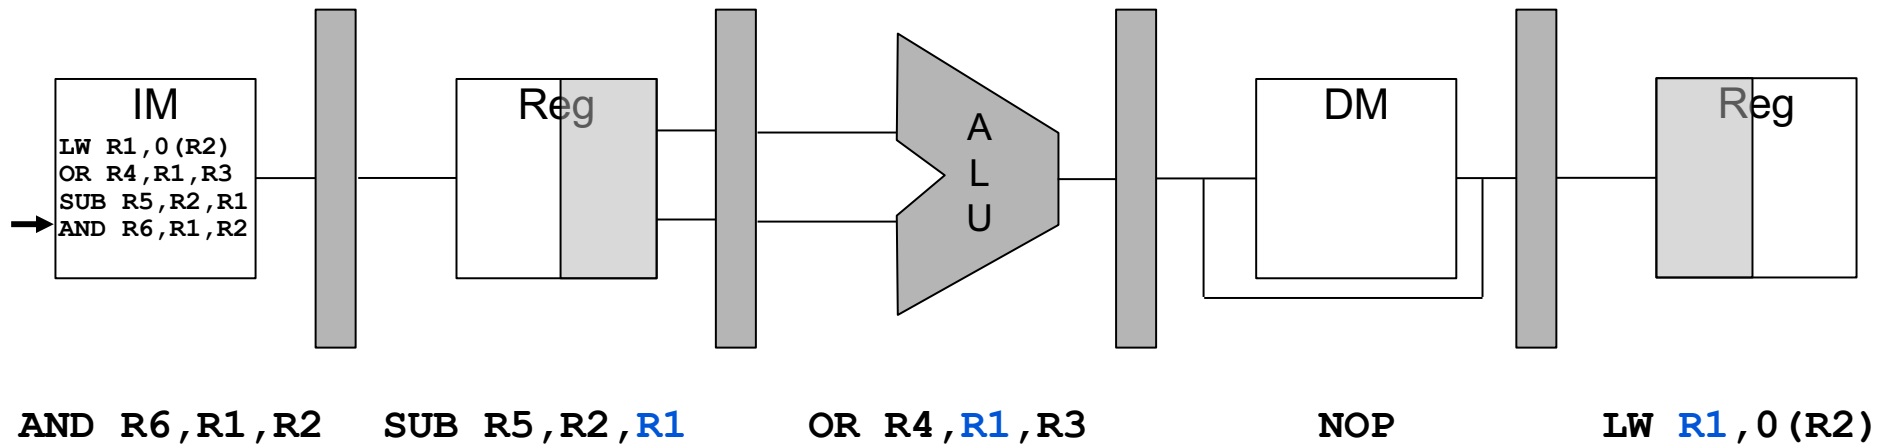 IM
LW R1,0(R2)
OR R4,R1,R3
SUB R5,R2,R1
AND R6,R1,R2
Reg
A
L
U
DM
Reg
AND R6,R1,R2
SUB R5,R2,R1
OR R4,R1,R3
NOP
LW R1,0(R2)